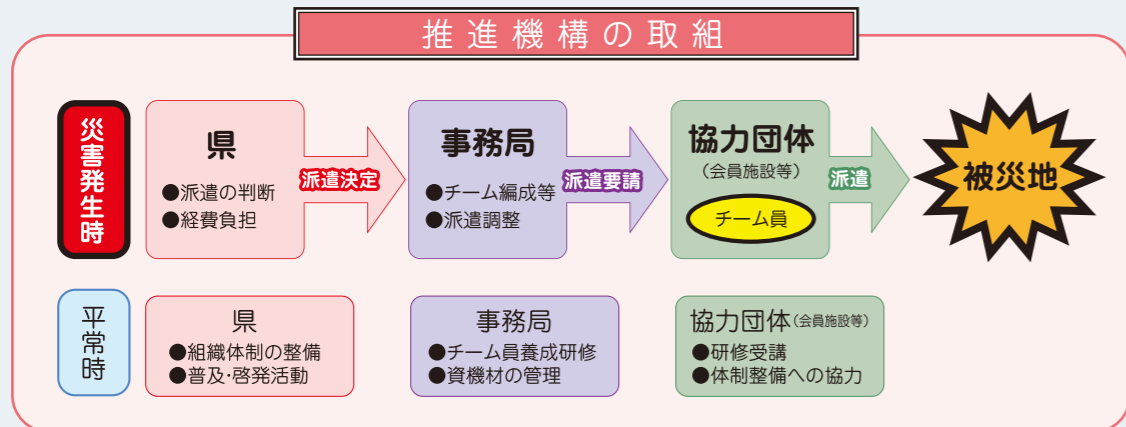 推進機構の取組
災害発生時
県
●派遣の判断
●経費負担
派遣決定
事務局
●チーム編成等
●派遣調整
派遣要請
協力団体
(会員施設等)
チーム員
派遣
被災地
平常時
県
●組織体制の整備
●普及・啓発活動
事務局
●チーム員養成研修
●資機材の管理
協力団体(会員施設等)
●研修受講
●体制整備への協力